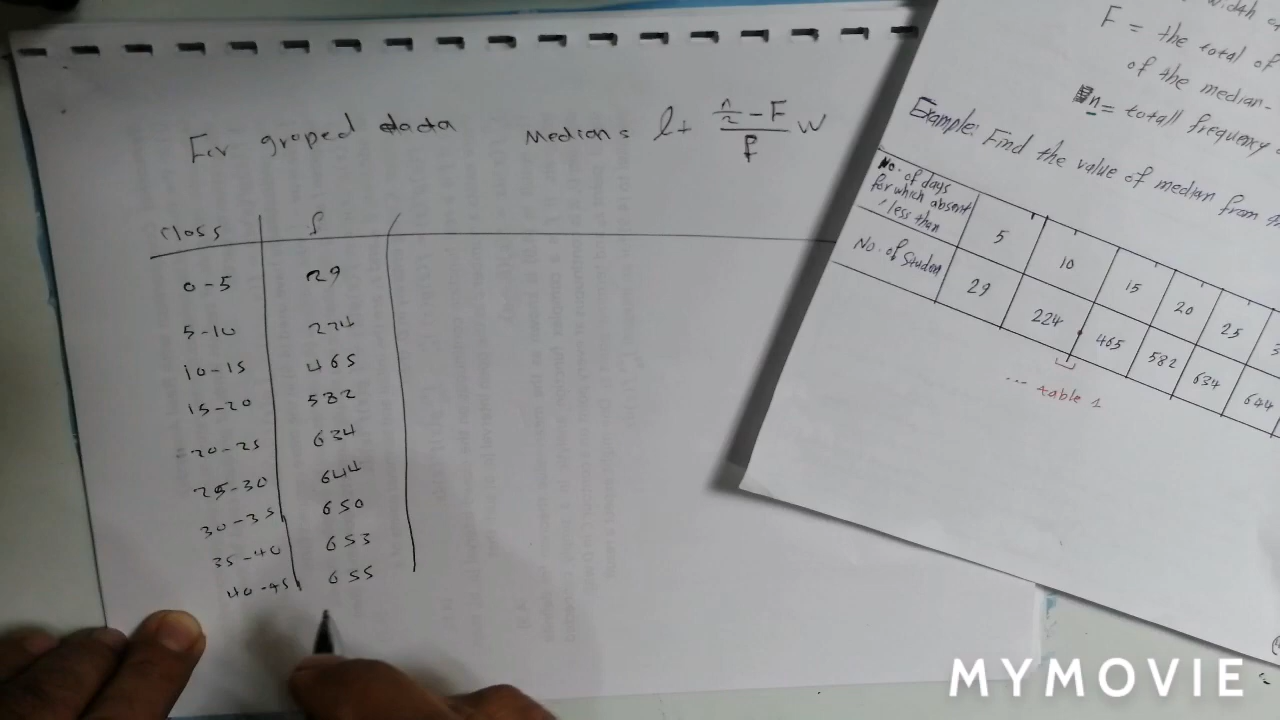 For groped dacta
Median = l + (n/2 - F)/f w
Class f
0-5 29
5-10 224
10-15 465
15-20 582
20-25 634
25-30 644
30-35 650
35-40 653
40-45 655
F = the total of
of the median-
n = totall frequency
Example: Find the value of median from
No. of days
for which absent
less than
5 10 15 20 25
No. of Student
29 224 465 582 634 644
... table 1
MYMOVIE